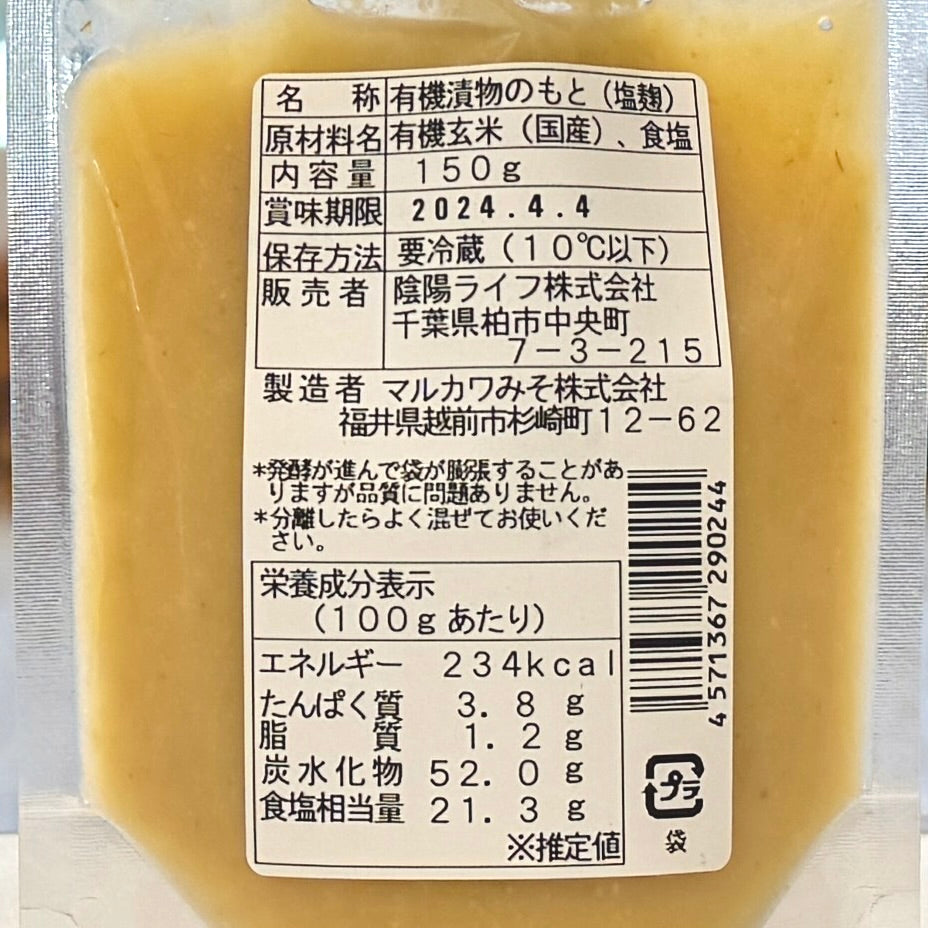 名 称 有機漬物のもと（塩麹）
原材料名 有機玄米（国産）、食塩
内容量 １５０ｇ
賞味期限 2024.4.4
保存方法 要冷蔵（１０℃以下）
販売者 陰陽ライフ株式会社
千葉県柏市中央町
７－３－２１５
製造者 マルカワみそ株式会社
福井県越前市杉崎町１２－６２
*発酵が進んで袋が膨張することがあ
りますが品質に問題ありません。
*分離したらよく混ぜてお使いくだ
さい。
栄養成分表示
（１００ｇあたり）
エネルギー ２３４ｋｃａｌ
たんぱく質 ３．８ｇ
脂質 １．２ｇ
炭水化物 ５２．０ｇ
食塩相当量 ２１．３ｇ
※推定値
4 571367 290244
プラ
袋